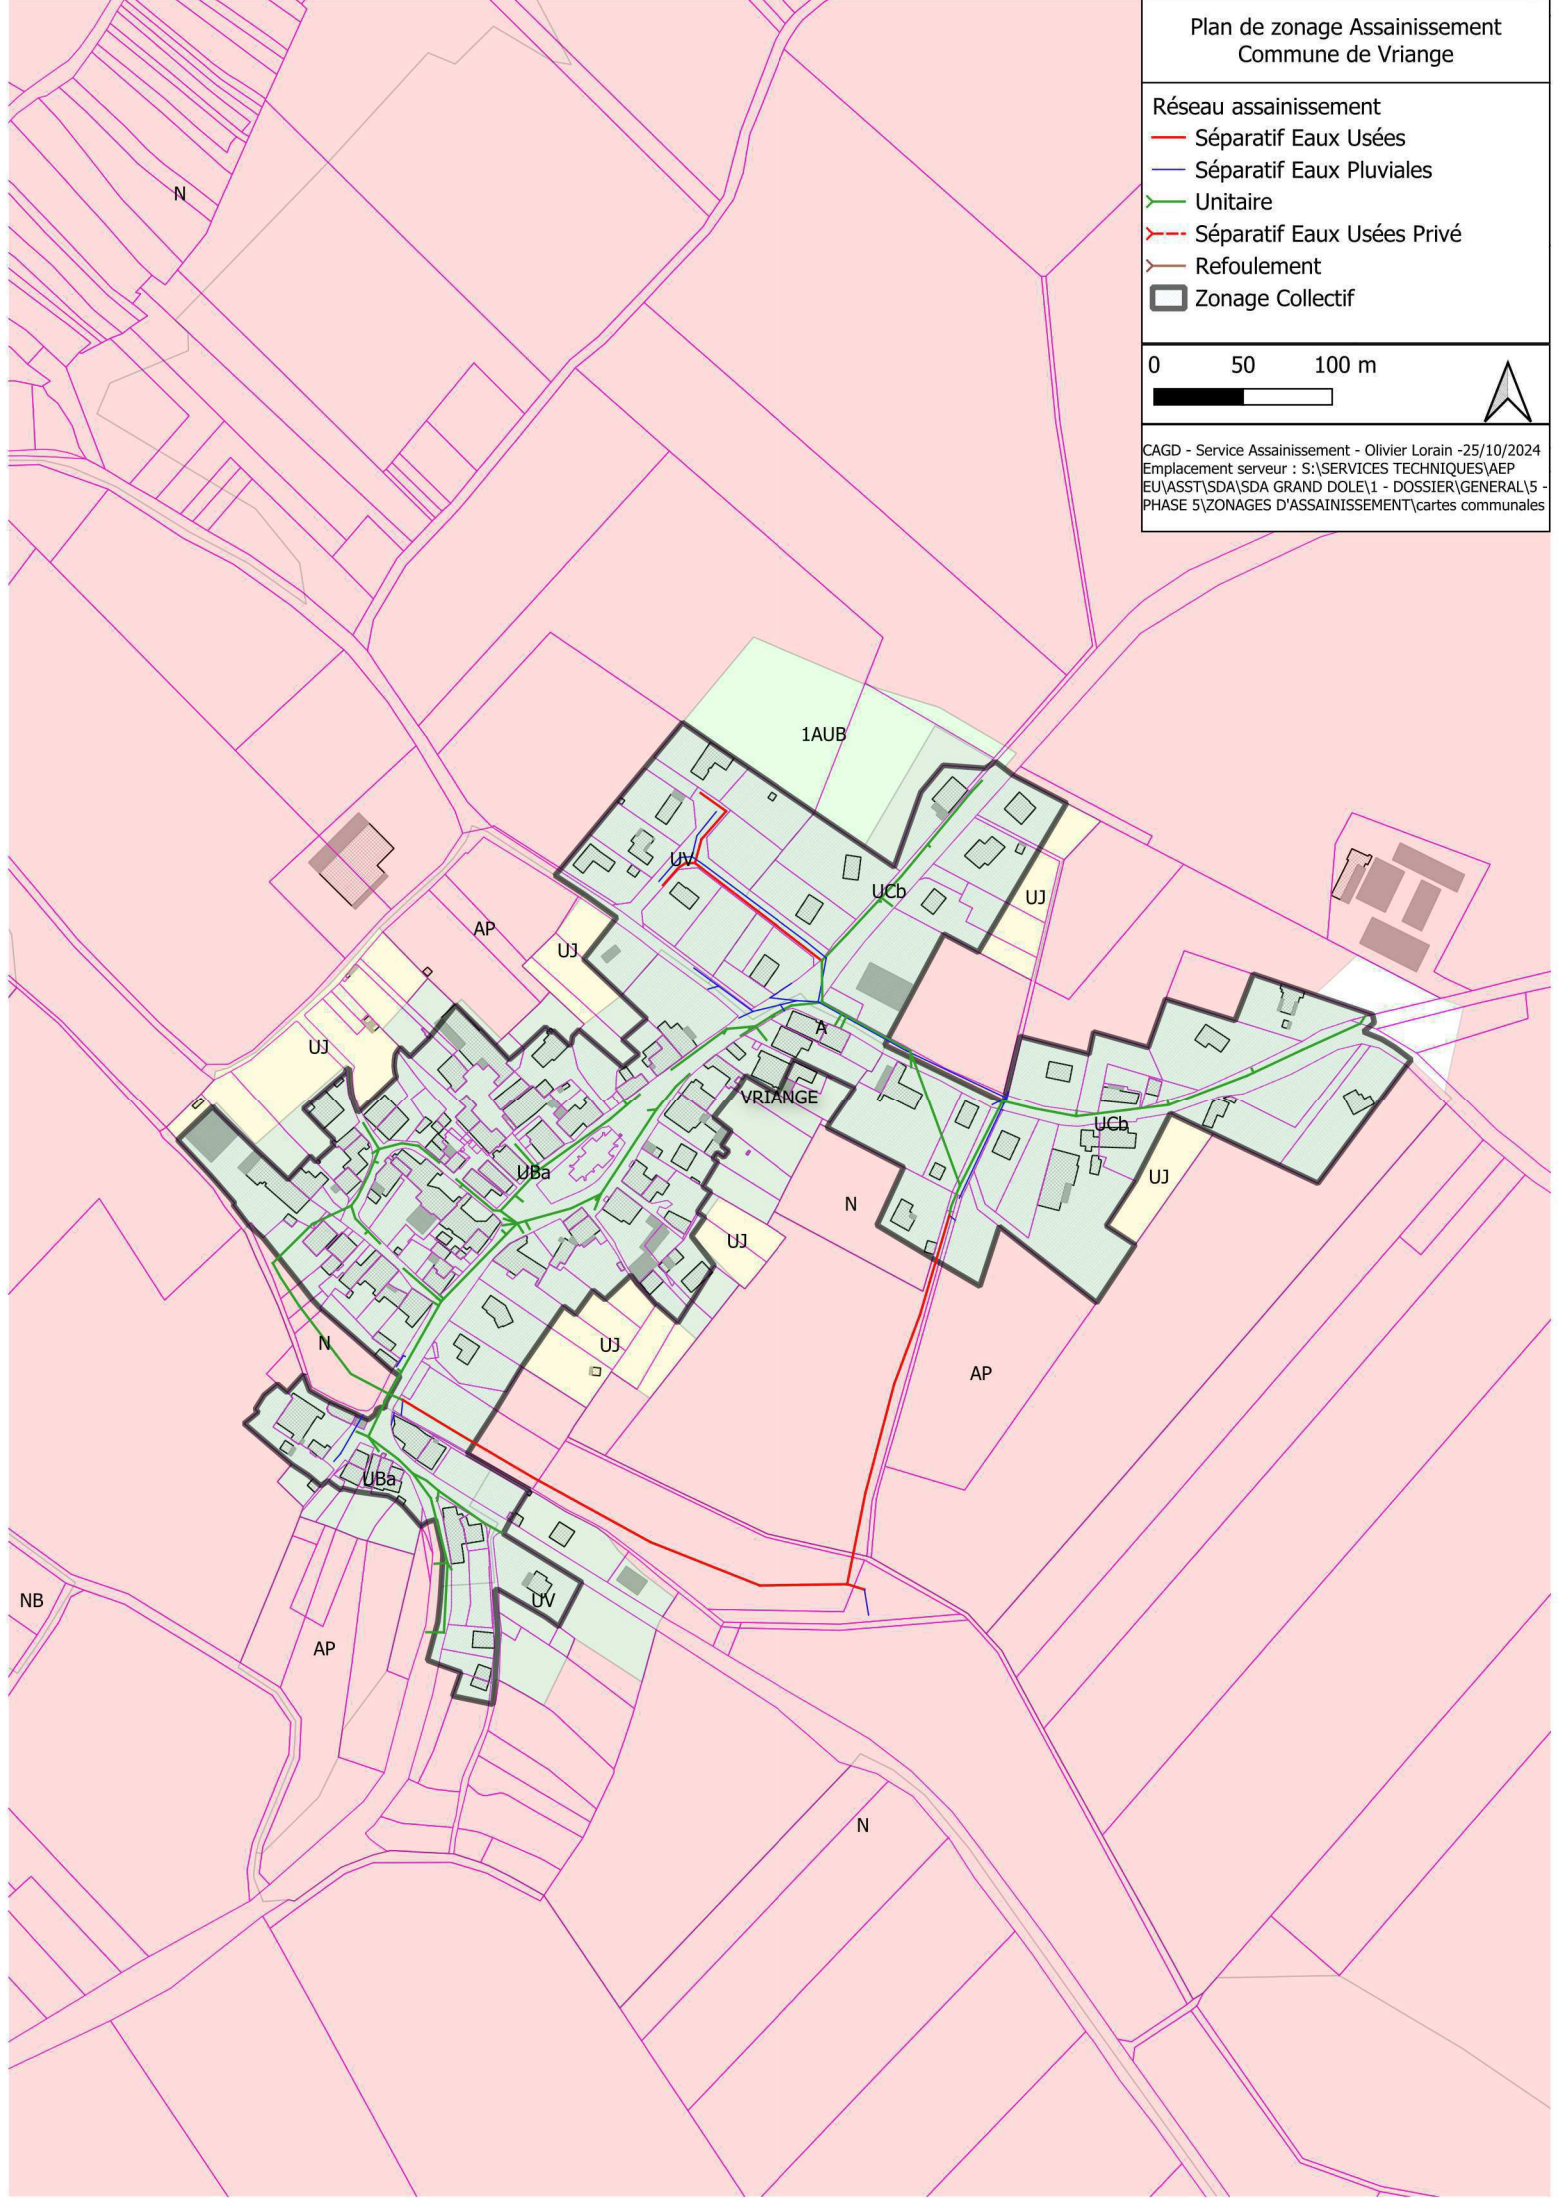 Plan de zonage Assainissement
Commune de Vriange
Réseau assainissement
Séparatif Eaux Usées
Séparatif Eaux Pluviales
Unitaire
Séparatif Eaux Usées Privé
Refoulement
Zonage Collectif
0 50 100 m
CAGD - Service Assainissement - Olivier Lorain -25/10/2024
Emplacement serveur : S:\SERVICES TECHNIQUES\AEP
EU\ASST\SDA\SDA GRAND DOLE\1 - DOSSIER\GENERAL\5 -
PHASE 5\ZONAGES D'ASSAINISSEMENT\cartes communales
N
1AUB
UV
UCb
UJ
AP
UJ
A
UJ
VRIANGE
UCb
UBa
UJ
N
UJ
N
UJ
AP
UBa
NB
UV
AP
N